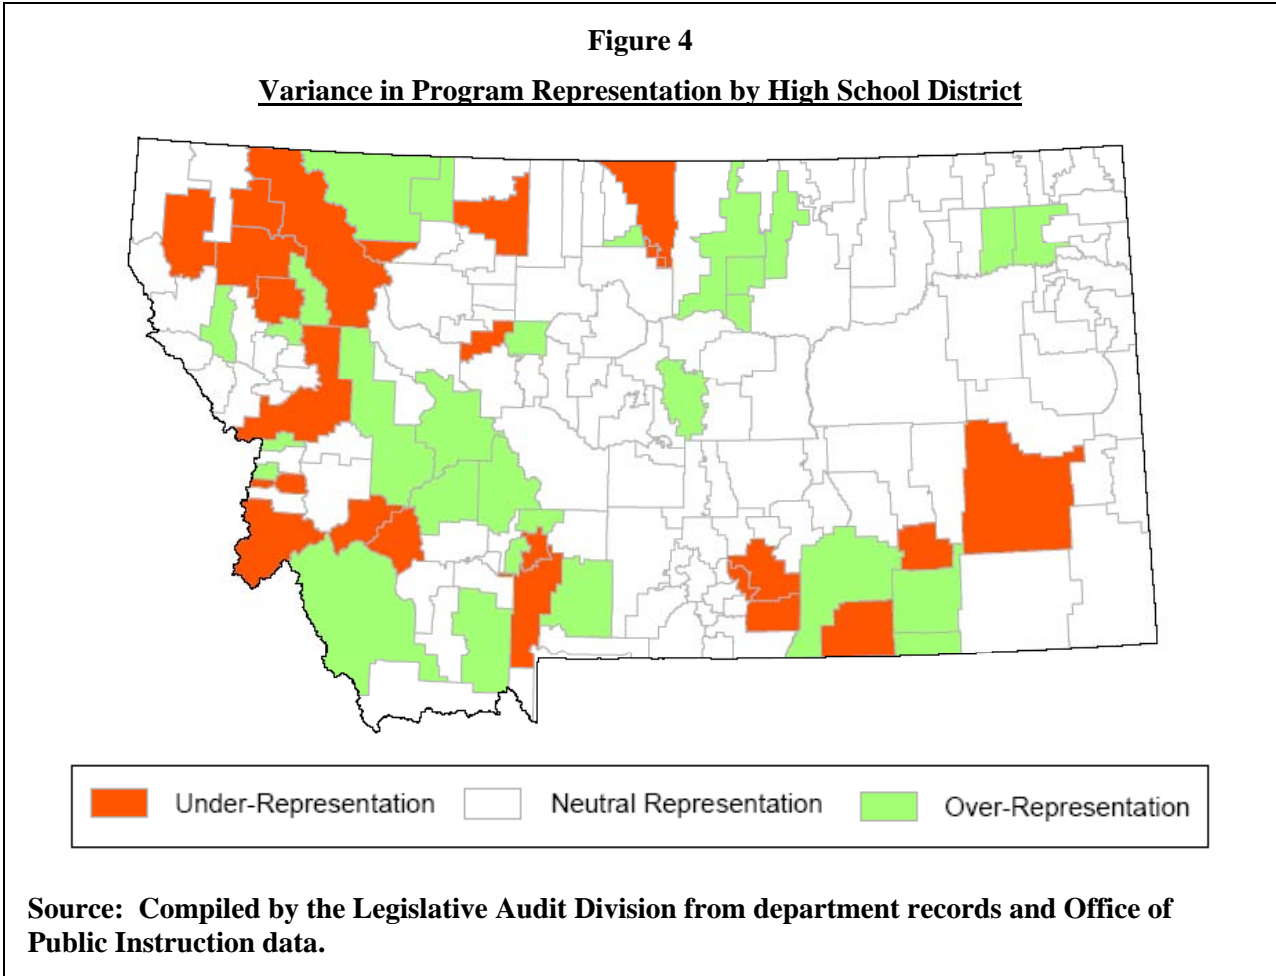 Figure 4
Variance in Program Representation by High School District
Under-Representation
Neutral Representation
Over-Representation
Source: Compiled by the Legislative Audit Division from department records and Office of
Public Instruction data.